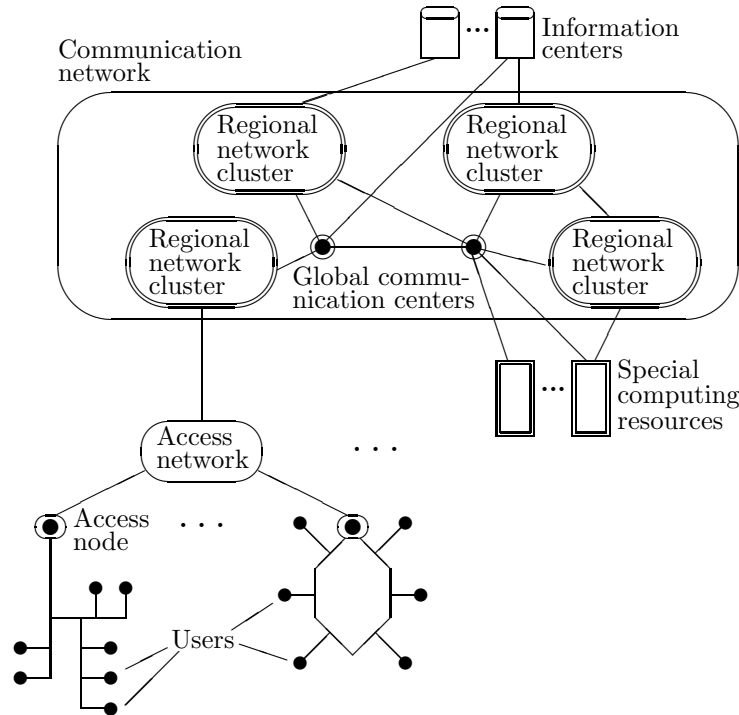 Communication
network
...
Information
centers
Regional
network
cluster
Regional
network
cluster
Regional
network
cluster
Regional
network
cluster
Global commu-
nication centers
...
Special
computing
resources
Access
network
. . .
Access
node
. . .
Users